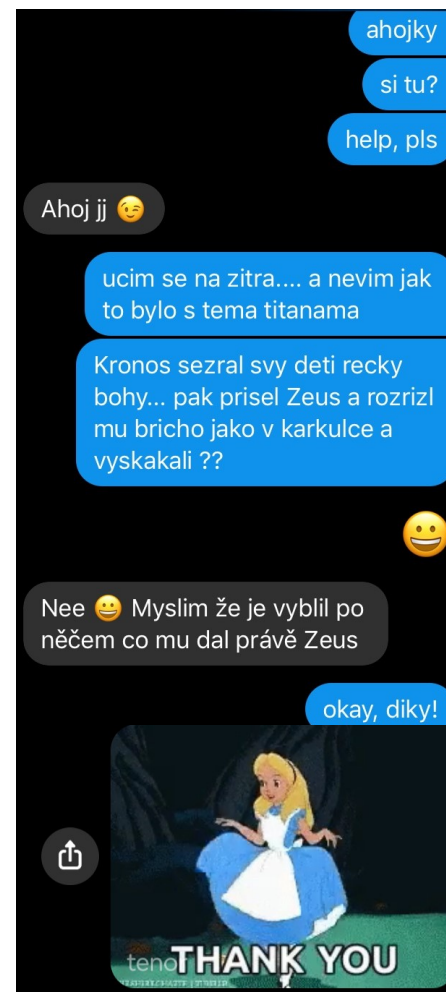 ahojky
si tu?
help, pls
Ahoj jj 😉
ucim se na zitra.... a nevim jak
to bylo s tema titanama
Kronos sezral svy deti recky
bohy... pak prisel Zeus a rozrizl
mu bricho jako v karkulce a
vyskakali ??
😀
Nee 😀 Myslim že je vyblil po
něčem co mu dal právě Zeus
okay, diky!
THANK YOU